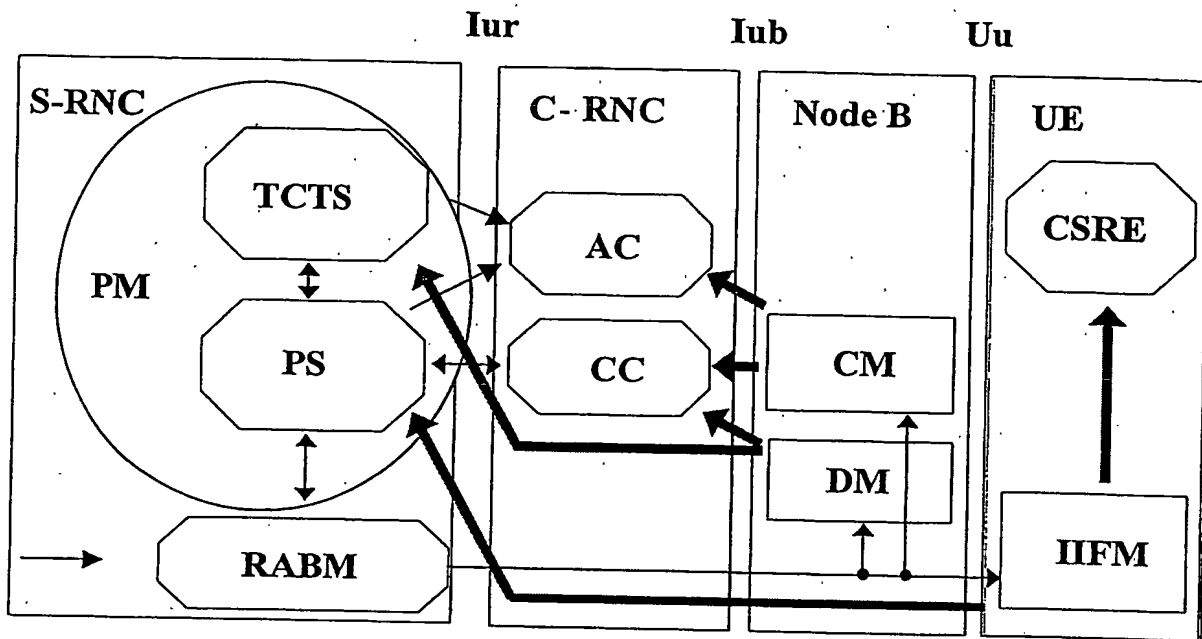 Iur
Iub
Uu
S-RNC
C- RNC
Node B
UE
TCTS
AC
CSRE
PM
PS
CC
CM
DM
RABM
IIFM